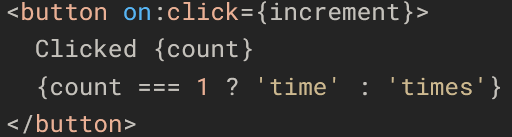 <button on:click={increment}>
Clicked {count}
{count === 1 ? 'time' : 'times'}
</button>